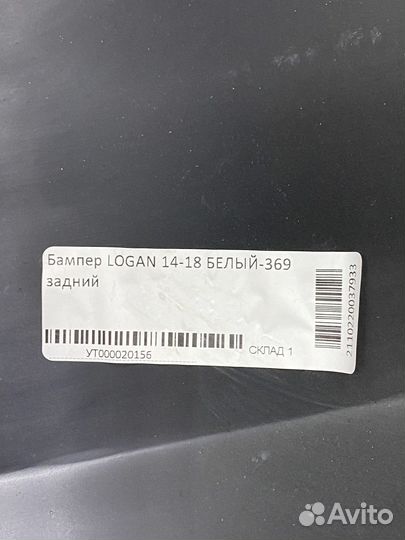 Бампер LOGAN 14-18 БЕЛЫЙ-369
задний
УТ000020156
СКЛАД 1
2110220037933
Avito